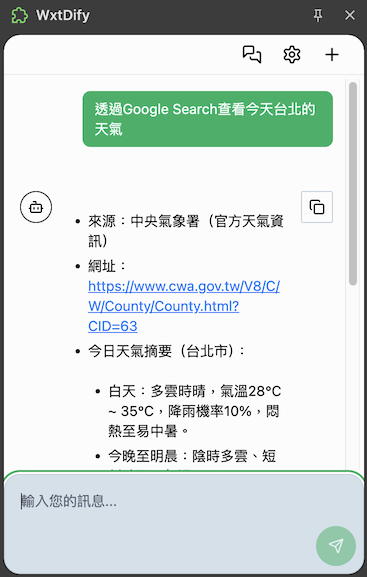 WxtDify
透過Google Search查看今天台北的
天氣
來源：中央氣象署（官方天氣資
訊）
網址：
https://www.cwa.gov.tw/V8/C/
W/County/County.html?
CID=63
今日天氣摘要（台北市）：
白天：多雲時晴，氣溫28°C
~ 35°C，降雨機率10%，悶
熱至易中暑。
今晚至明晨：陰時多雲、短
輸入您的訊息...